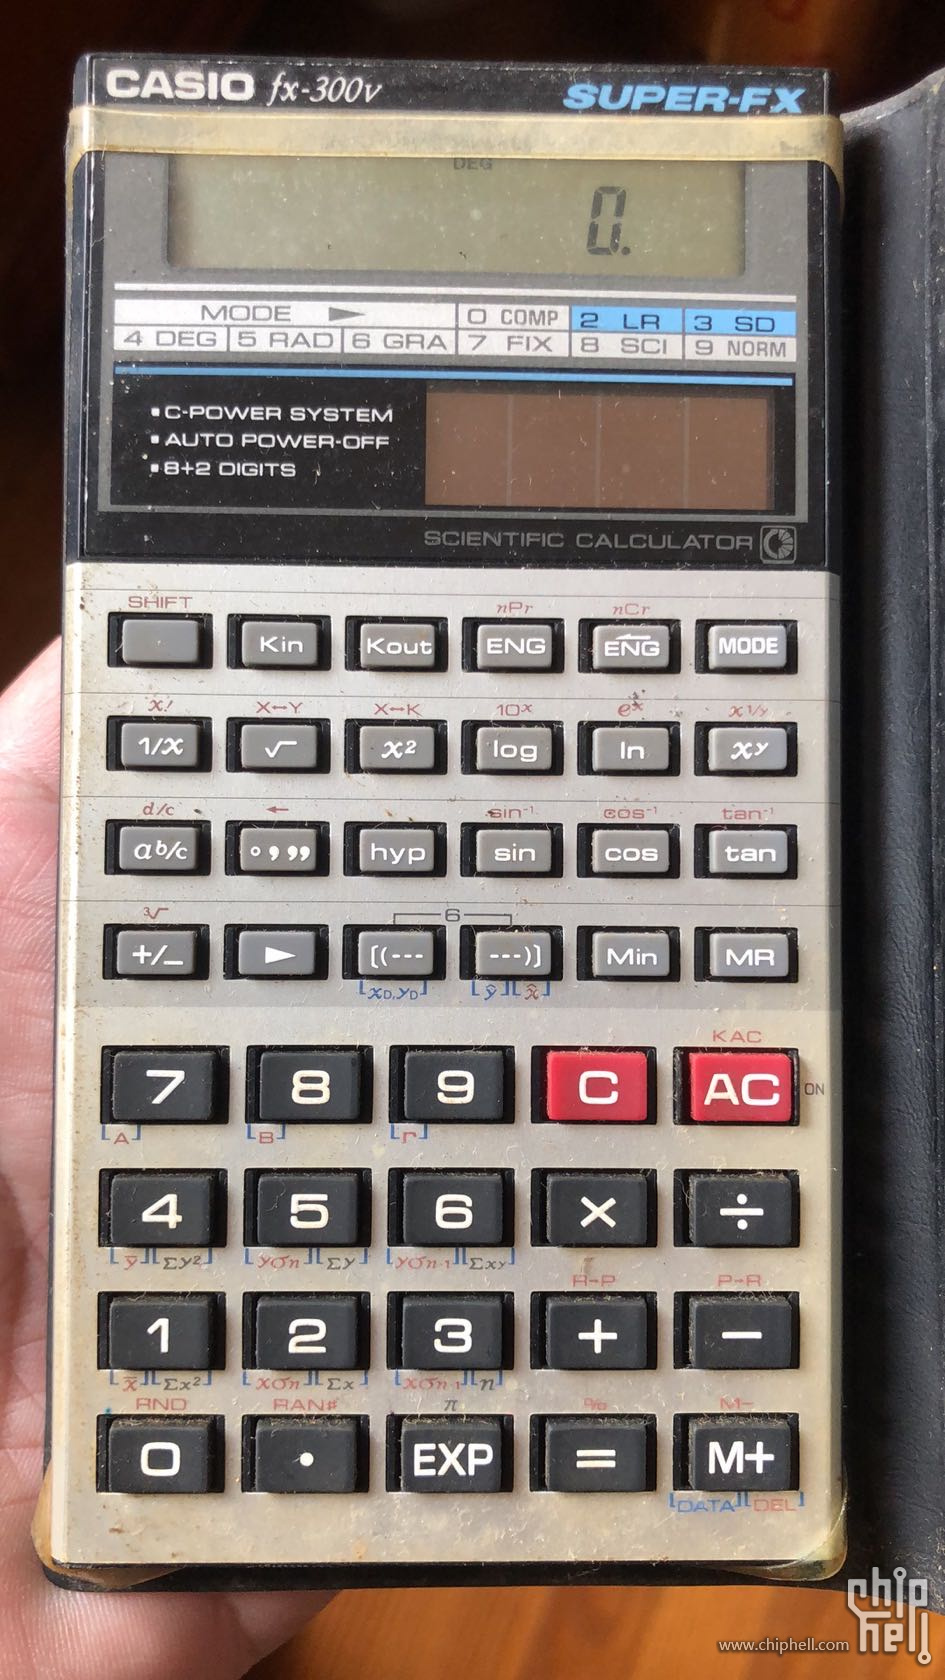 CASIO fx-300v SUPER-FX
DEG
0.
MODE ► 0 COMP 2 LR 3 SD
4 DEG 5 RAD 6 GRA 7 FIX 8 SCI 9 NORM
▪C-POWER SYSTEM
▪AUTO POWER-OFF
▪8+2 DIGITS
SCIENTIFIC CALCULATOR
SHIFT nPr nCr
Kin Kout ENG ←ENG MODE
x! X↔Y X↔K 10ˣ eˣ x¹/ʸ
1/x √ x² log ln xʸ
d/c ← sin⁻¹ cos⁻¹ tan⁻¹
ab/c ° , ,, hyp sin cos tan
³√ 6
+/− ► [(--- ---)] Min MR
[xD,yD] [ŷ][x̂]
KAC
7 8 9 C AC ON
[A] [B] [r]
4 5 6 × ÷
[ȳ][Σy²] [yσn][Σy] [yσn-1][Σxy] R→P P→R
1 2 3 + −
[x̄][Σx²] [xσn][Σx] [xσn-1][n]
RND RAN# π % M−
0 • EXP = M+
[DATA][DEL]
chip hell
www.chiphell.com